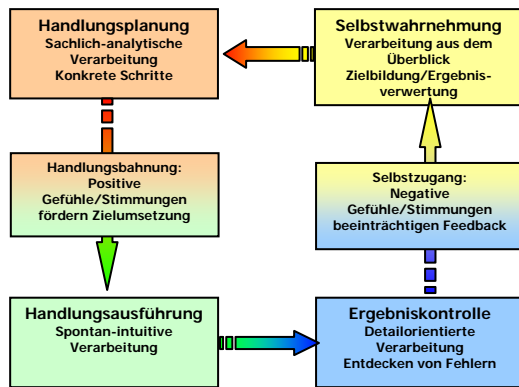 Handlungsplanung
Sachlich-analytische
Verarbeitung
Konkrete Schritte
Selbstwahrnehmung
Verarbeitung aus dem
Überblick
Zielbildung/Ergebnis-
verwertung
Handlungsbahnung:
Positive
Gefühle/Stimmungen
fördern Zielumsetzung
Selbstzugang:
Negative
Gefühle/Stimmungen
beeinträchtigen Feedback
Handlungsausführung
Spontan-intuitive
Verarbeitung
Ergebniskontrolle
Detailorientierte
Verarbeitung
Entdecken von Fehlern